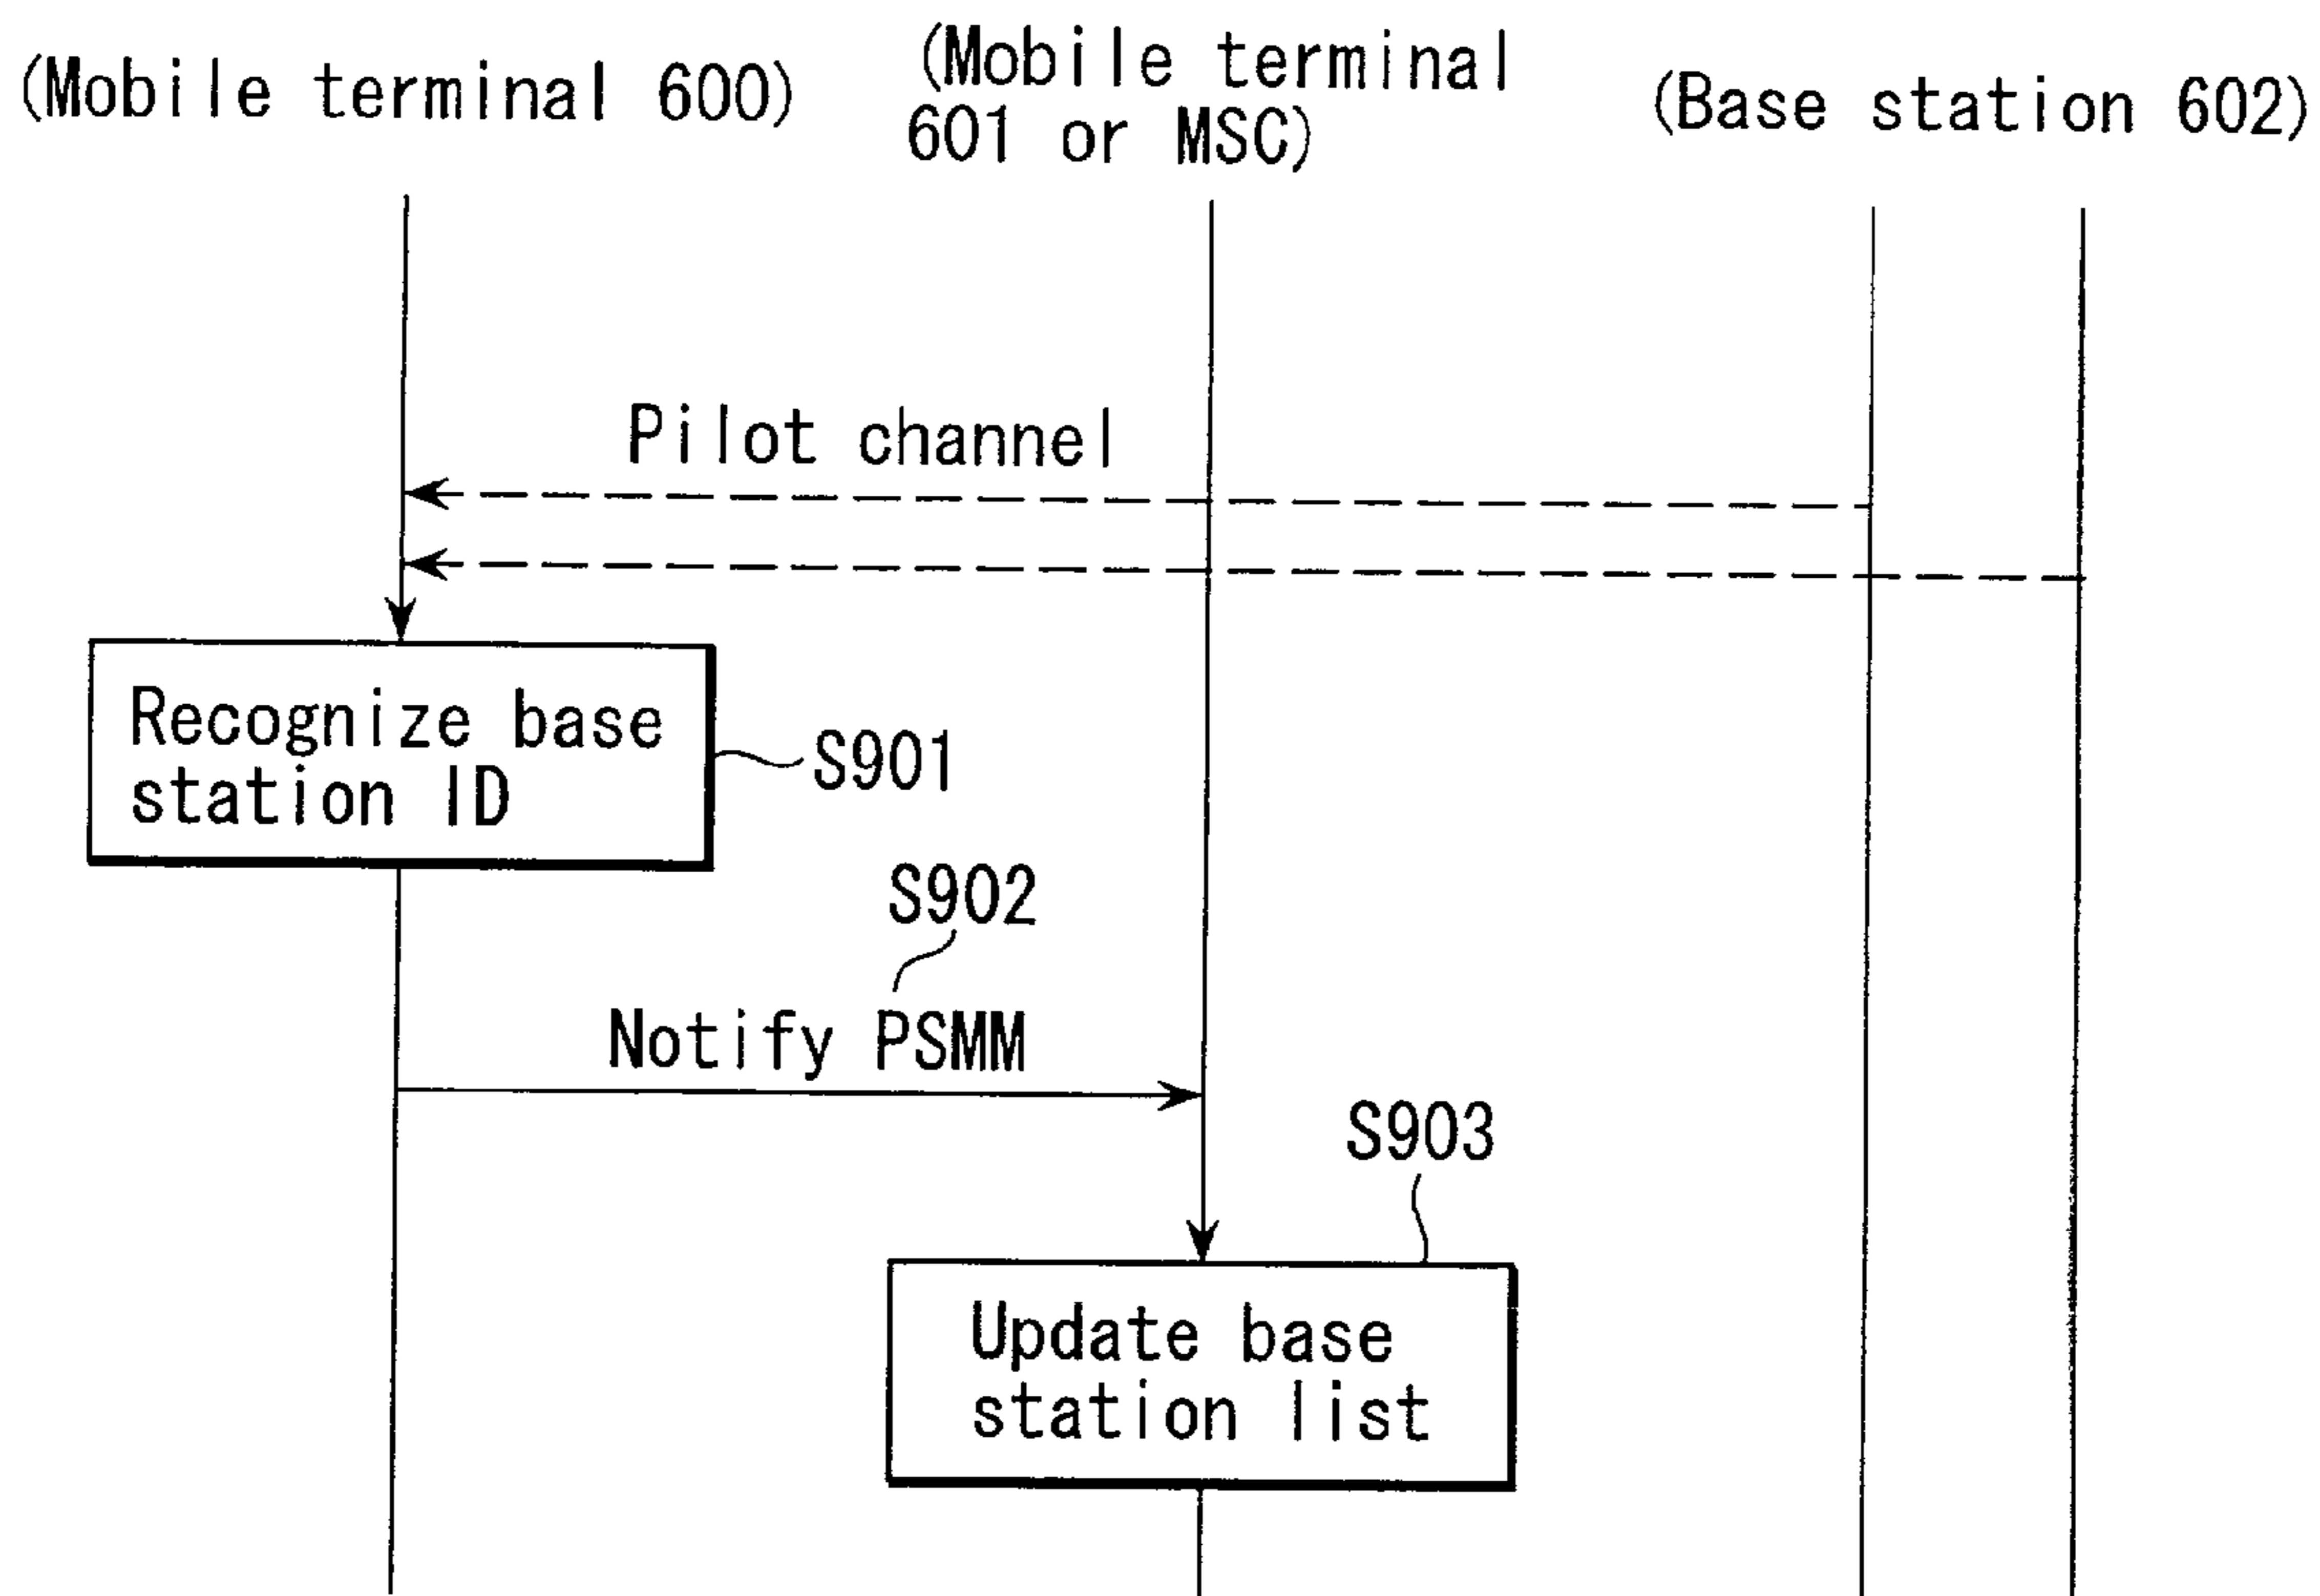 (Mobile terminal 600)
(Mobile terminal
601 or MSC)
(Base station 602)
Pilot channel
Recognize base
station ID
S901
S902
Notify PSMM
S903
Update base
station list